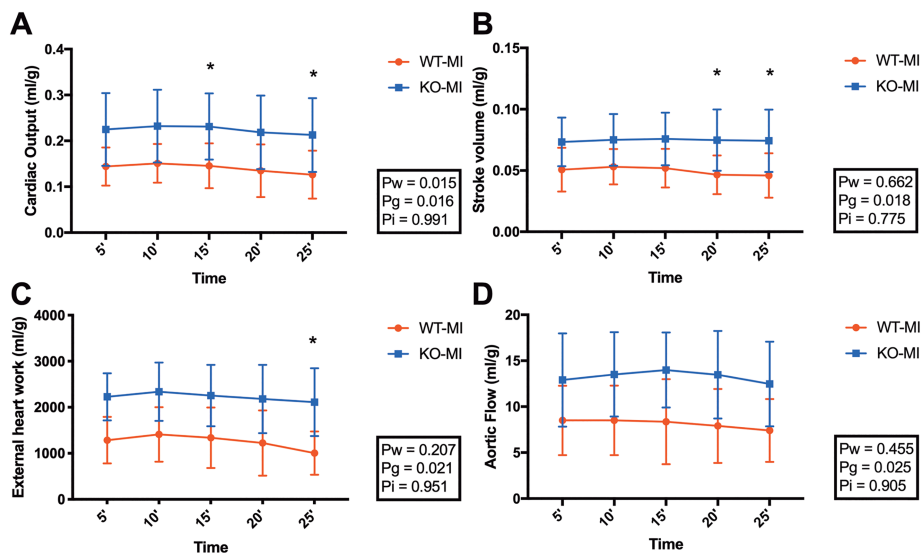 A
Cardiac Output (ml/g)
0.4
0.3
0.2
0.1
0.0
*
*
5'
10'
15'
20'
25'
Time
WT-MI
KO-MI
Pw = 0.015
Pg = 0.016
Pi = 0.991
B
Stroke volume (ml/g)
0.15
0.10
0.05
0.00
*
*
5'
10'
15'
20'
25'
Time
WT-MI
KO-MI
Pw = 0.662
Pg = 0.018
Pi = 0.775
C
External heart work (ml/g)
4000
3000
2000
1000
0
*
5'
10'
15'
20'
25'
Time
WT-MI
KO-MI
Pw = 0.207
Pg = 0.021
Pi = 0.951
D
Aortic Flow (ml/g)
20
15
10
5
0
5'
10'
15'
20'
25'
Time
WT-MI
KO-MI
Pw = 0.455
Pg = 0.025
Pi = 0.905